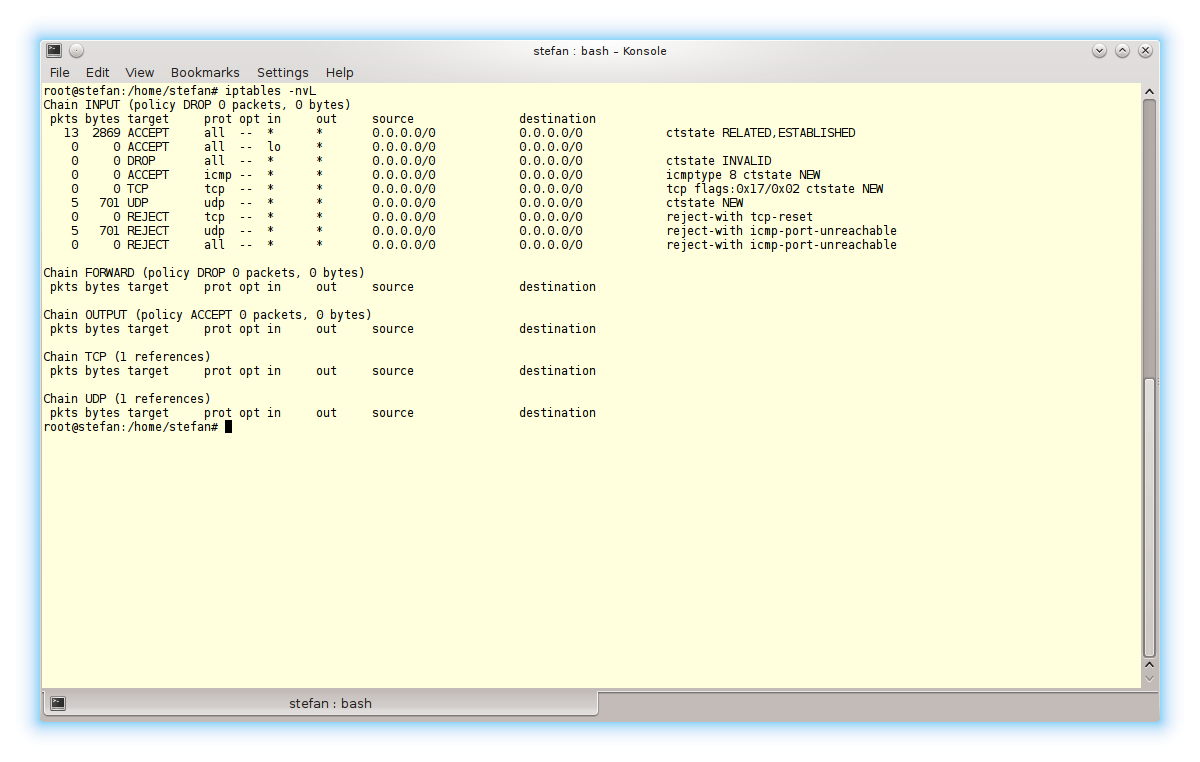 stefan : bash – Konsole
File Edit View Bookmarks Settings Help
root@stefan:/home/stefan# iptables -nvL
Chain INPUT (policy DROP 0 packets, 0 bytes)
 pkts bytes target     prot opt in     out     source               destination
   13  2869 ACCEPT     all  --  *      *       0.0.0.0/0            0.0.0.0/0            ctstate RELATED,ESTABLISHED
    0     0 ACCEPT     all  --  lo     *       0.0.0.0/0            0.0.0.0/0
    0     0 DROP       all  --  *      *       0.0.0.0/0            0.0.0.0/0            ctstate INVALID
    0     0 ACCEPT     icmp --  *      *       0.0.0.0/0            0.0.0.0/0            icmptype 8 ctstate NEW
    0     0 TCP        tcp  --  *      *       0.0.0.0/0            0.0.0.0/0            tcp flags:0x17/0x02 ctstate NEW
    5   701 UDP        udp  --  *      *       0.0.0.0/0            0.0.0.0/0            ctstate NEW
    0     0 REJECT     tcp  --  *      *       0.0.0.0/0            0.0.0.0/0            reject-with tcp-reset
    5   701 REJECT     udp  --  *      *       0.0.0.0/0            0.0.0.0/0            reject-with icmp-port-unreachable
    0     0 REJECT     all  --  *      *       0.0.0.0/0            0.0.0.0/0            reject-with icmp-port-unreachable
Chain FORWARD (policy DROP 0 packets, 0 bytes)
 pkts bytes target     prot opt in     out     source               destination
Chain OUTPUT (policy ACCEPT 0 packets, 0 bytes)
 pkts bytes target     prot opt in     out     source               destination
Chain TCP (1 references)
 pkts bytes target     prot opt in     out     source               destination
Chain UDP (1 references)
 pkts bytes target     prot opt in     out     source               destination
root@stefan:/home/stefan#
stefan : bash